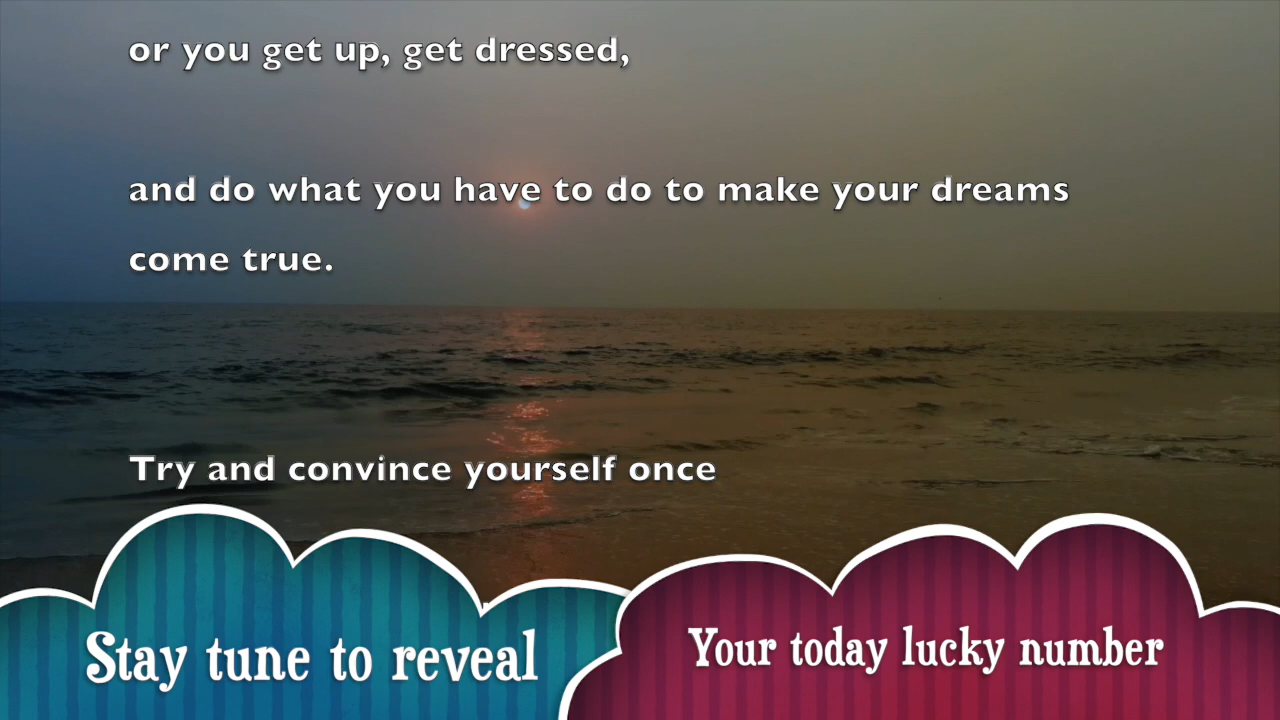 or you get up, get dressed,
and do what you have to do to make your dreams
come true.
Try and convince yourself once
Stay tune to reveal
Your today lucky number